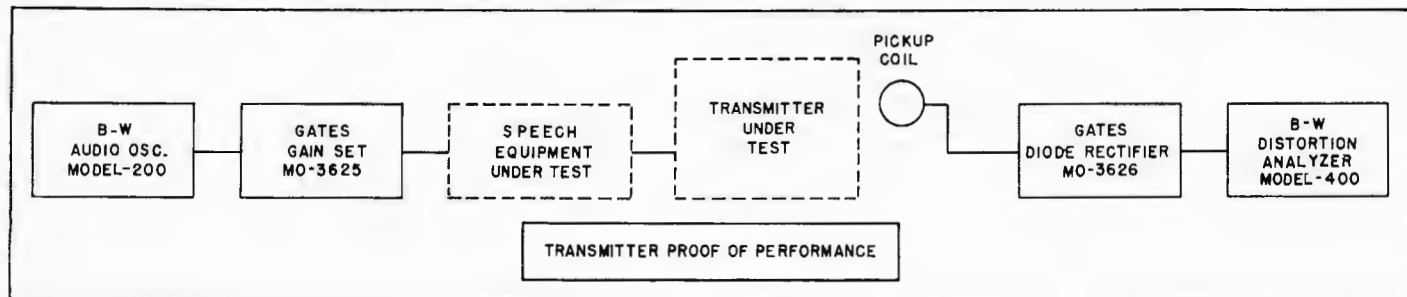 B-W
AUDIO OSC.
MODEL-200
GATES
GAIN SET
MO-3625
SPEECH
EQUIPMENT
UNDER TEST
TRANSMITTER
UNDER
TEST
PICKUP
COIL
GATES
DIODE RECTIFIER
MO-3626
B-W
DISTORTION
ANALYZER
MODEL-400
TRANSMITTER PROOF OF PERFORMANCE